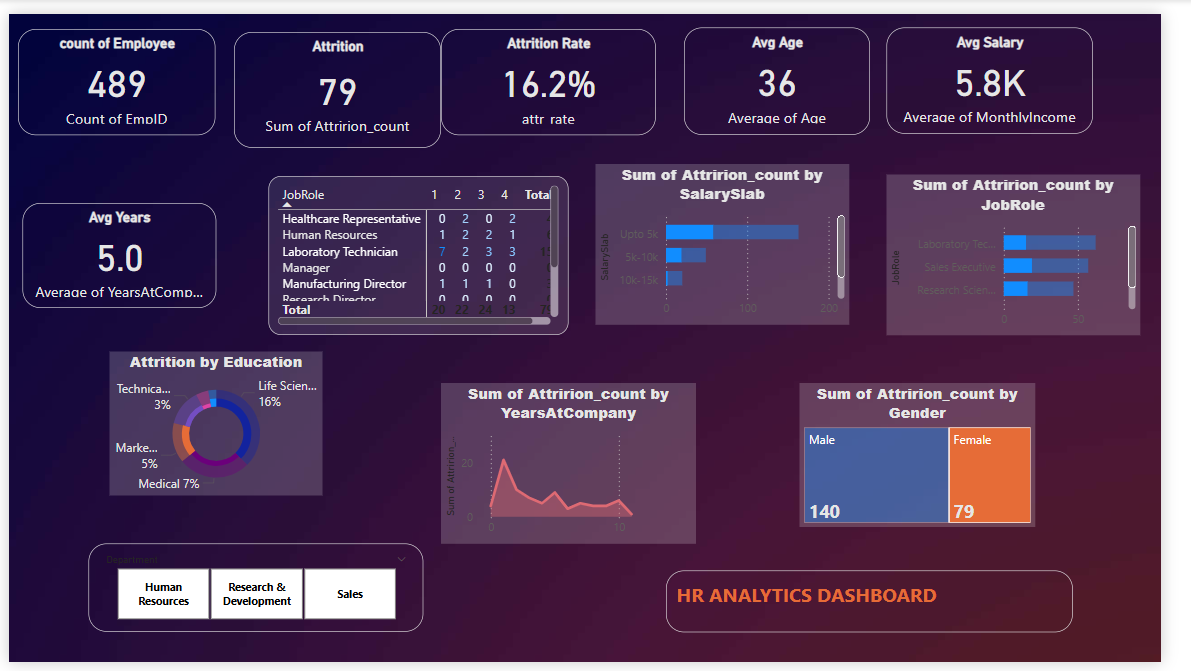 count of Employee
489
Count of EmpID
Attrition
79
Sum of Attririon_count
Attrition Rate
16.2%
attr_rate
Avg Age
36
Average of Age
Avg Salary
5.8K
Average of MonthlyIncome
Avg Years
5.0
Average of YearsAtComp...
JobRole 1 2 3 4 Total
Healthcare Representative 0 2 0 2
Human Resources 1 2 2 1
Laboratory Technician 7 2 3 3
Manager 0 0 0 0
Manufacturing Director 1 1 1 0
Research Director 0 0 0 0
Total 20 22 24 13
Sum of Attririon_count by
SalarySlab
SalarySlab
Upto 5k
5k-10k
10k-15k
0 100 200
Sum of Attririon_count by
JobRole
JobRole
Laboratory Tec...
Sales Executive
Research Scien...
0 50
Attrition by Education
Technica...
3%
Life Scien...
16%
Marke...
5%
Medical 7%
Sum of Attririon_count by
YearsAtCompany
Sum of Attririon_...
20
0
0 10
Sum of Attririon_count by
Gender
Male
140
Female
79
Department
Human
Resources
Research &
Development
Sales
HR ANALYTICS DASHBOARD